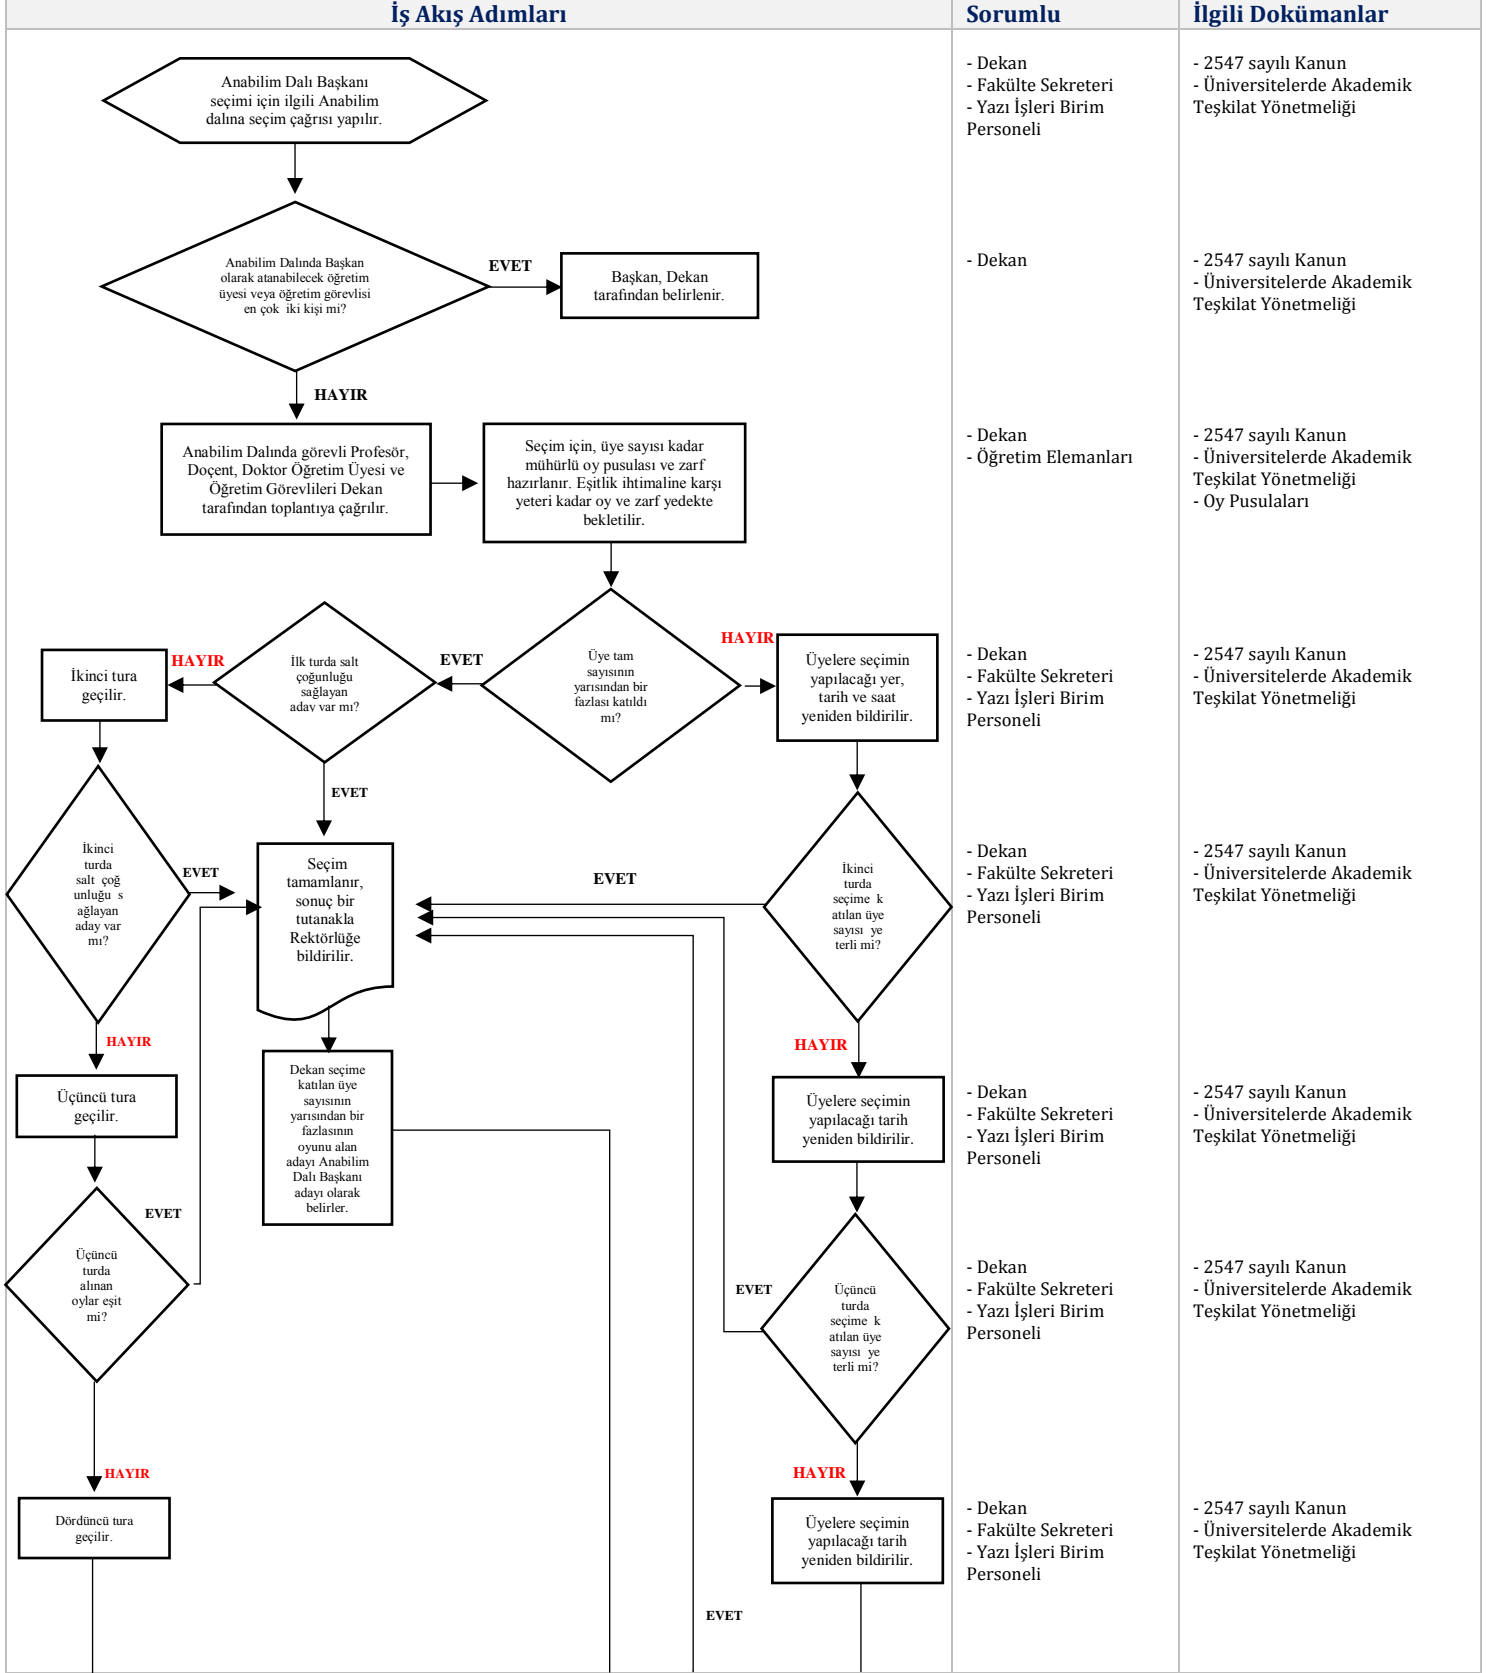 İş Akış Adımları
Sorumlu
İlgili Dokümanlar
Anabilim Dalı Başkanı
seçimi için ilgili Anabilim
dalına seçim çağrısı yapılır.
- Dekan
- Fakülte Sekreteri
- Yazı İşleri Birim
Personeli
- 2547 sayılı Kanun
- Üniversitelerde Akademik
Teşkilat Yönetmeliği
Anabilim Dalında Başkan
olarak atanabilecek öğretim
üyesi veya öğretim görevlisi
en çok iki kişi mi?
EVET
Başkan, Dekan
tarafından belirlenir.
- Dekan
- 2547 sayılı Kanun
- Üniversitelerde Akademik
Teşkilat Yönetmeliği
HAYIR
Anabilim Dalında görevli Profesör,
Doçent, Doktor Öğretim Üyesi ve
Öğretim Görevlileri Dekan
tarafından toplantıya çağrılır.
Seçim için, üye sayısı kadar
mühürlü oy pusulası ve zarf
hazırlanır. Eşitlik ihtimaline karşı
yeteri kadar oy ve zarf yedekte
bekletilir.
- Dekan
- Öğretim Elemanları
- 2547 sayılı Kanun
- Üniversitelerde Akademik
Teşkilat Yönetmeliği
- Oy Pusulaları
İkinci tura
geçilir.
HAYIR
İlk turda salt
çoğunluğu
sağlayan
aday var mı?
EVET
Üye tam
sayısının
yarısından bir
fazlası katıldı
mı?
HAYIR
Üyelere seçimin
yapılacağı yer,
tarih ve saat
yeniden bildirilir.
- Dekan
- Fakülte Sekreteri
- Yazı İşleri Birim
Personeli
- 2547 sayılı Kanun
- Üniversitelerde Akademik
Teşkilat Yönetmeliği
EVET
İkinci
turda
salt çoğ
unluğu s
ağlayan
aday var
mı?
EVET
Seçim
tamamlanır,
sonuç bir
tutanakla
Rektörlüğe
bildirilir.
EVET
İkinci
turda
seçime k
atılan üye
sayısı ye
terli mi?
- Dekan
- Fakülte Sekreteri
- Yazı İşleri Birim
Personeli
- 2547 sayılı Kanun
- Üniversitelerde Akademik
Teşkilat Yönetmeliği
HAYIR
HAYIR
Üçüncü tura
geçilir.
Dekan seçime
katılan üye
sayısının
yarısından bir
fazlasının
oyunu alan
adayı Anabilim
Dalı Başkanı
adayı olarak
belirler.
Üyelere seçimin
yapılacağı tarih
yeniden bildirilir.
- Dekan
- Fakülte Sekreteri
- Yazı İşleri Birim
Personeli
- 2547 sayılı Kanun
- Üniversitelerde Akademik
Teşkilat Yönetmeliği
EVET
Üçüncü
turda
alınan
oylar eşit
mi?
EVET
Üçüncü
turda
seçime k
atılan üye
sayısı ye
terli mi?
- Dekan
- Fakülte Sekreteri
- Yazı İşleri Birim
Personeli
- 2547 sayılı Kanun
- Üniversitelerde Akademik
Teşkilat Yönetmeliği
HAYIR
HAYIR
Dördüncü tura
geçilir.
Üyelere seçimin
yapılacağı tarih
yeniden bildirilir.
- Dekan
- Fakülte Sekreteri
- Yazı İşleri Birim
Personeli
- 2547 sayılı Kanun
- Üniversitelerde Akademik
Teşkilat Yönetmeliği
EVET